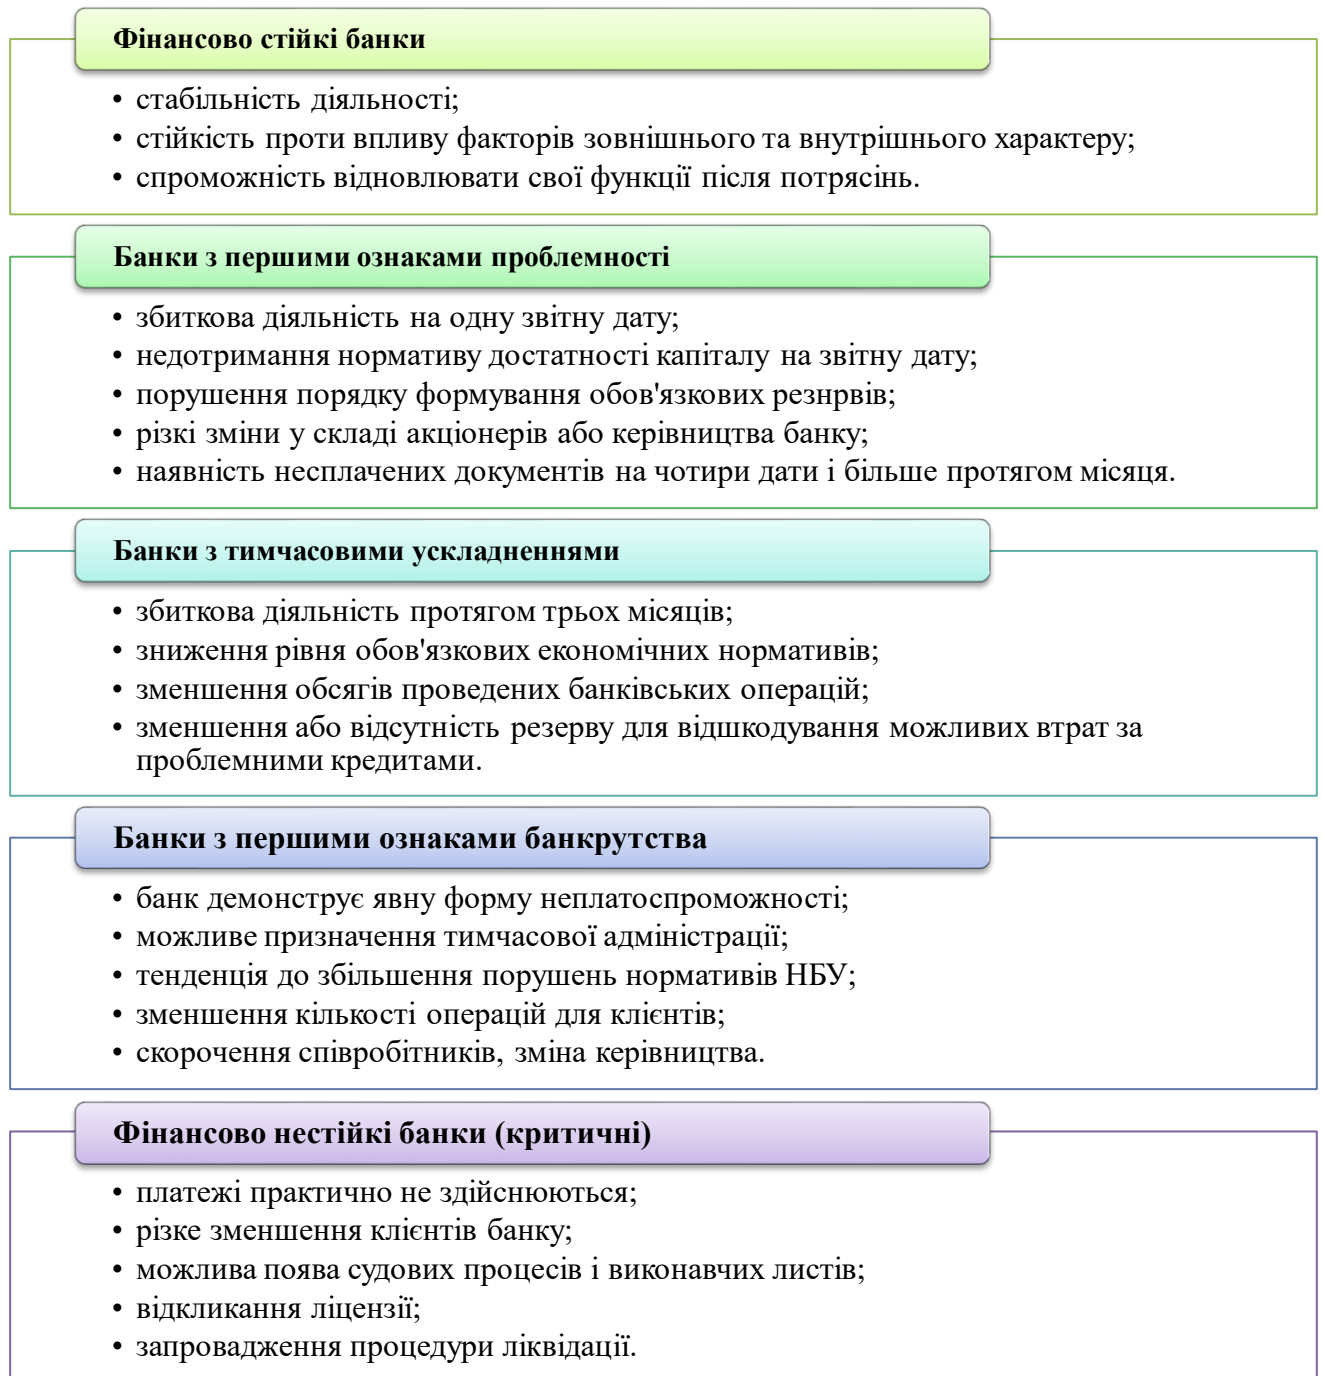 Фінансово стійкі банки
• стабільність діяльності;
• стійкість проти впливу факторів зовнішнього та внутрішнього характеру;
• спроможність відновлювати свої функції після потрясінь.
Банки з першими ознаками проблемності
• збиткова діяльність на одну звітну дату;
• недотримання нормативу достатності капіталу на звітну дату;
• порушення порядку формування обов'язкових резнрвів;
• різкі зміни у складі акціонерів або керівництва банку;
• наявність несплачених документів на чотири дати і більше протягом місяця.
Банки з тимчасовими ускладненнями
• збиткова діяльність протягом трьох місяців;
• зниження рівня обов'язкових економічних нормативів;
• зменшення обсягів проведених банківських операцій;
• зменшення або відсутність резерву для відшкодування можливих втрат за
проблемними кредитами.
Банки з першими ознаками банкрутства
• банк демонструє явну форму неплатоспроможності;
• можливе призначення тимчасової адміністрації;
• тенденція до збільшення порушень нормативів НБУ;
• зменшення кількості операцій для клієнтів;
• скорочення співробітників, зміна керівництва.
Фінансово нестійкі банки (критичні)
• платежі практично не здійснюються;
• різке зменшення клієнтів банку;
• можлива поява судових процесів і виконавчих листів;
• відкликання ліцензії;
• запровадження процедури ліквідації.